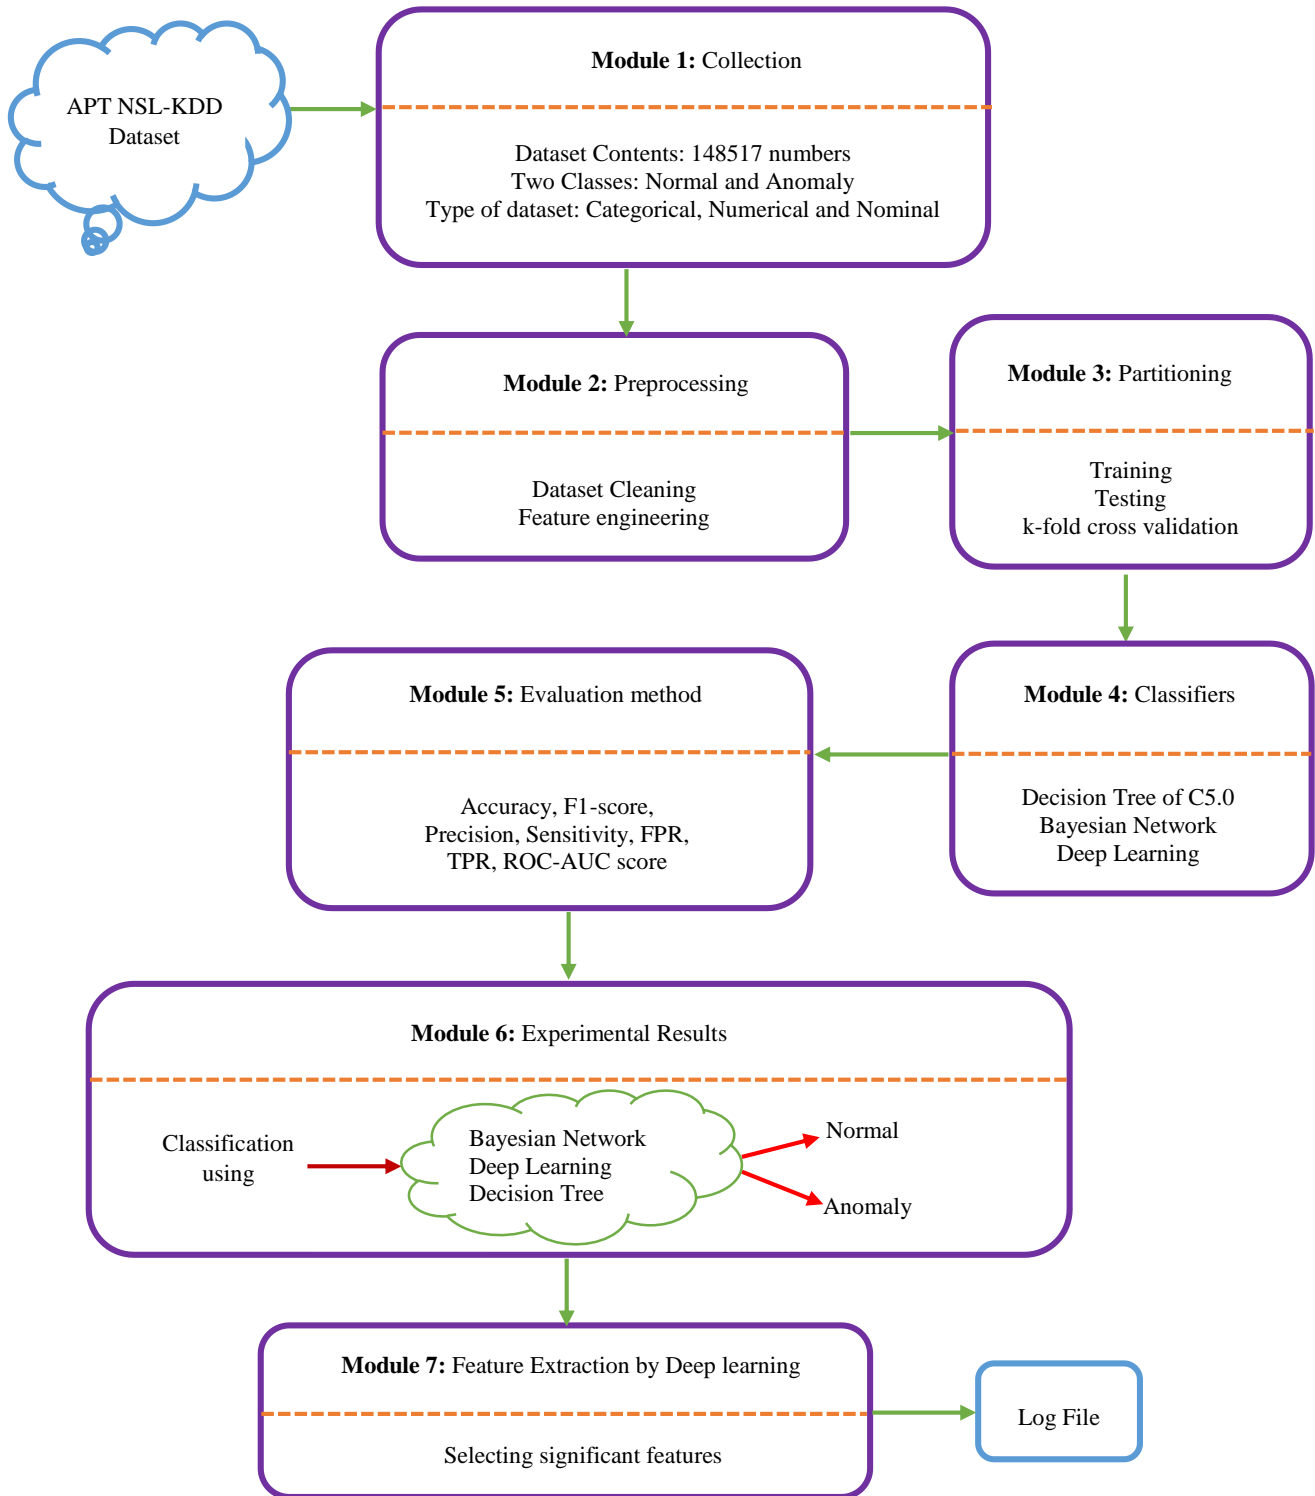 APT NSL-KDD
Dataset
Module 1: Collection
Dataset Contents: 148517 numbers
Two Classes: Normal and Anomaly
Type of dataset: Categorical, Numerical and Nominal
Module 2: Preprocessing
Dataset Cleaning
Feature engineering
Module 3: Partitioning
Training
Testing
k-fold cross validation
Module 4: Classifiers
Decision Tree of C5.0
Bayesian Network
Deep Learning
Module 5: Evaluation method
Accuracy, F1-score,
Precision, Sensitivity, FPR,
TPR, ROC-AUC score
Module 6: Experimental Results
Classification
using
Bayesian Network
Deep Learning
Decision Tree
Normal
Anomaly
Module 7: Feature Extraction by Deep learning
Selecting significant features
Log File